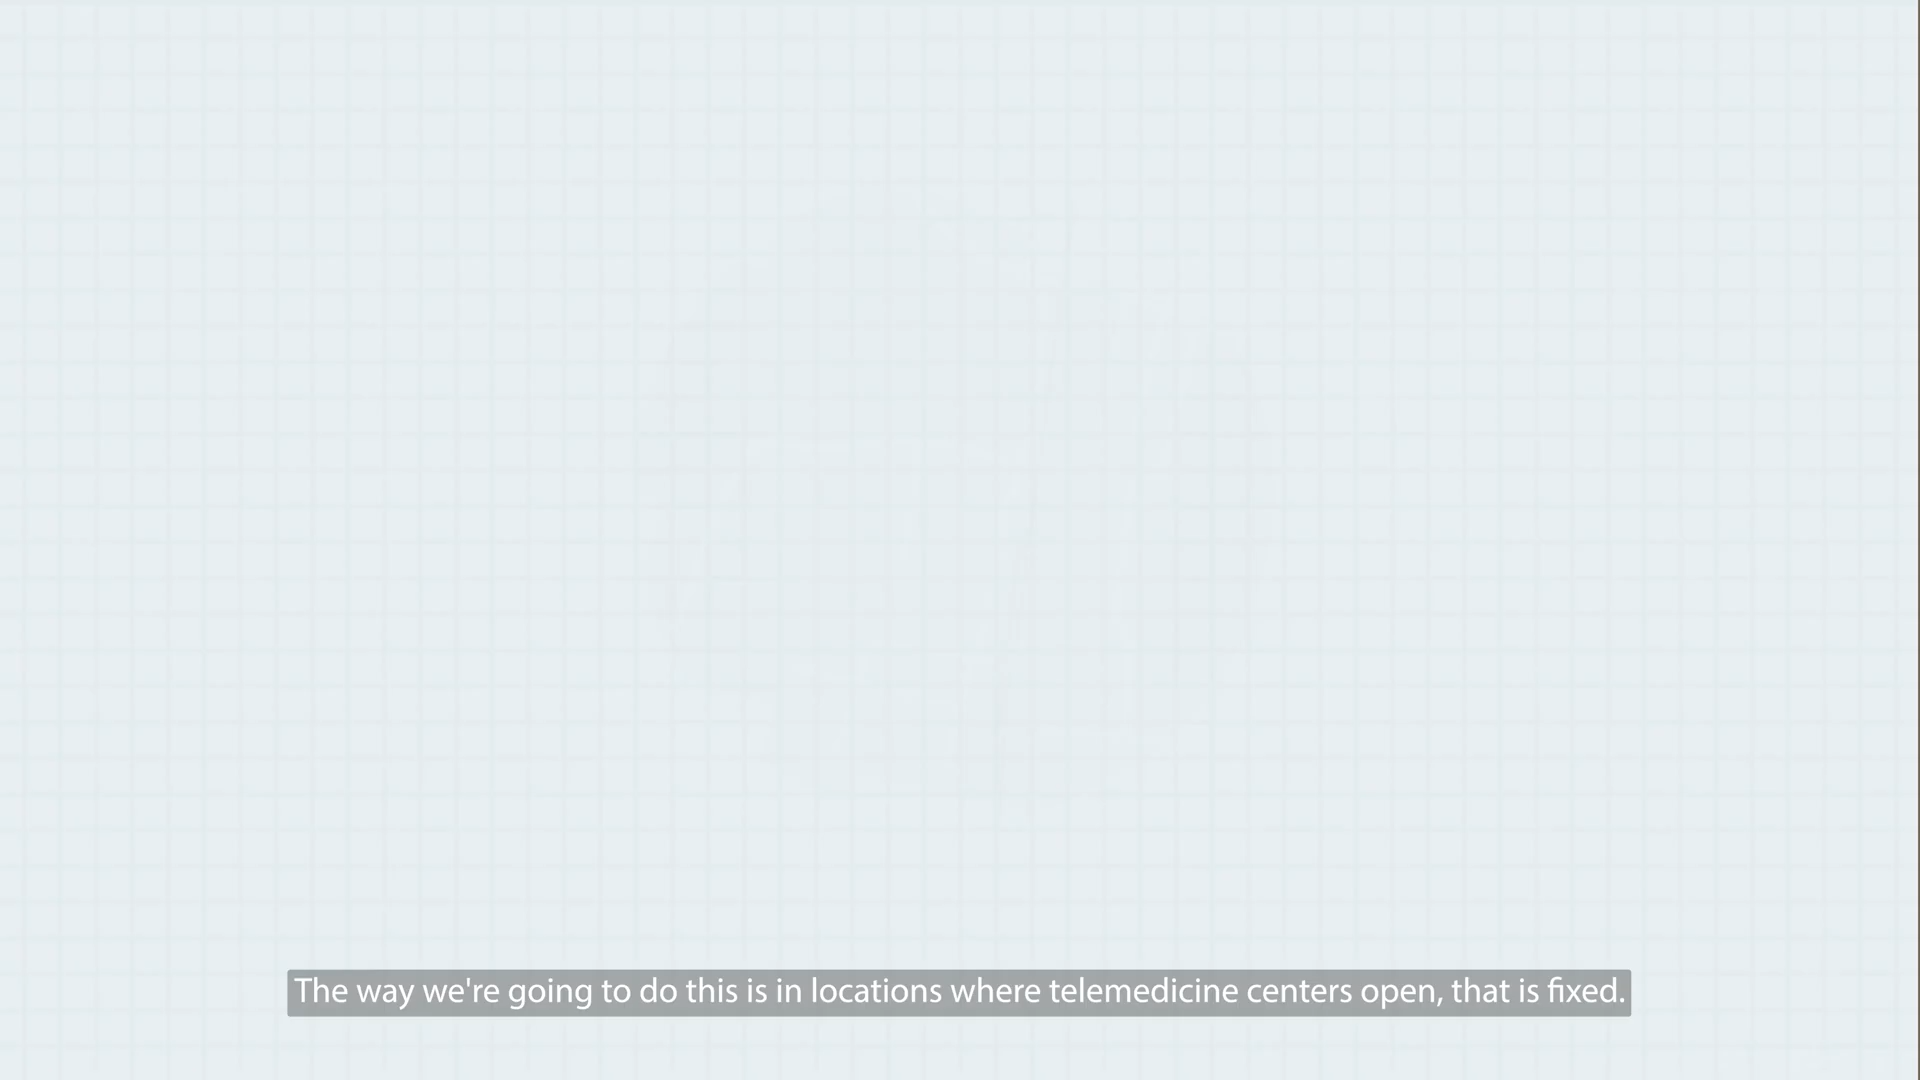 The way we're going to do this is in locations where telemedicine centers open, that is fixed.